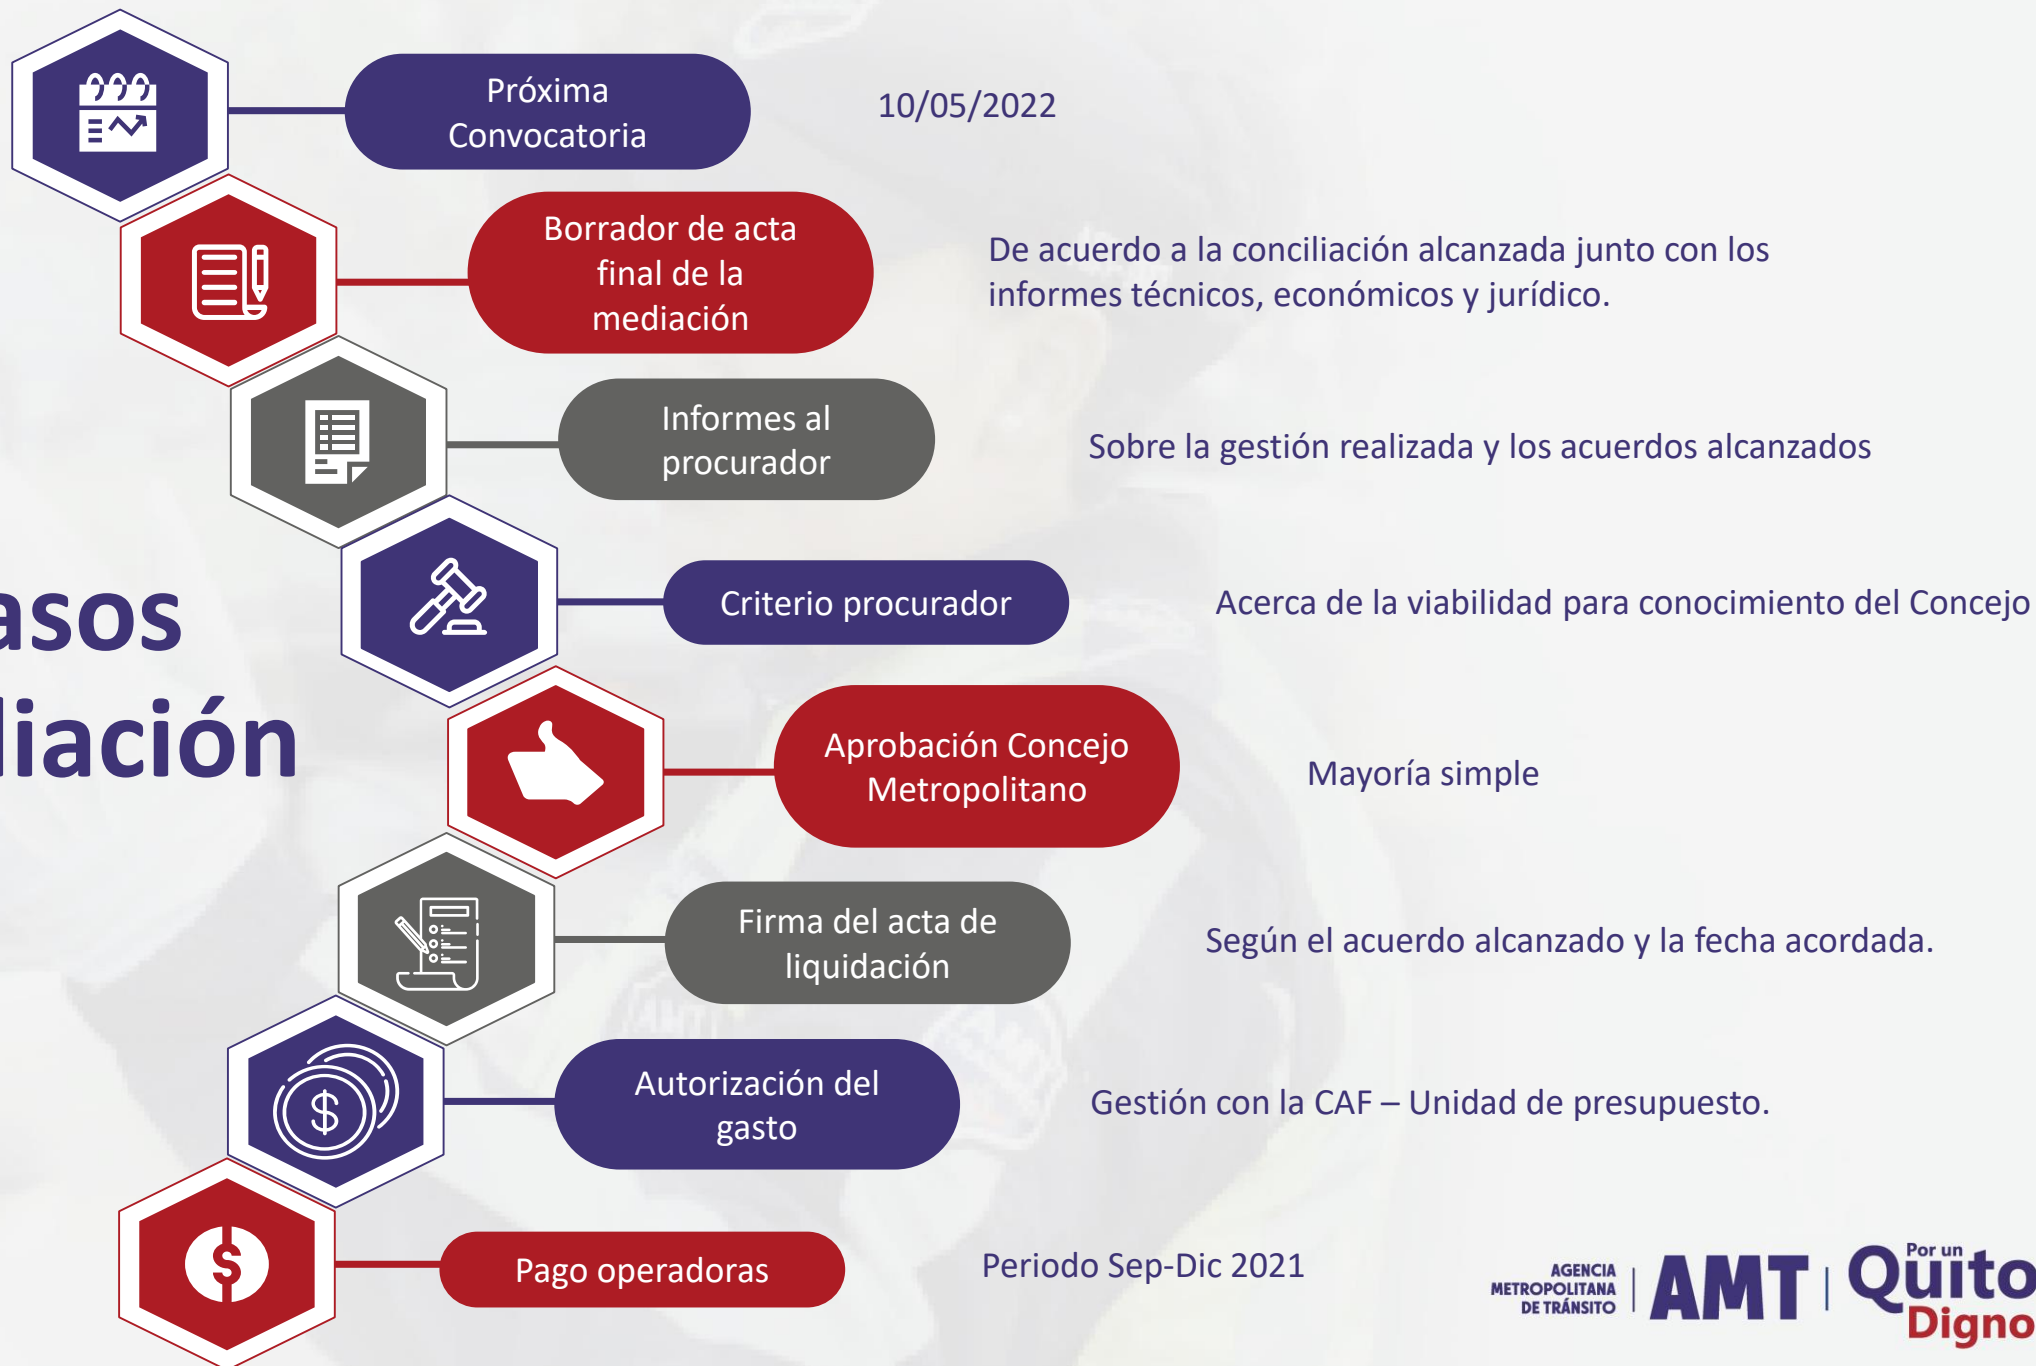 Próxima
Convocatoria
10/05/2022
Borrador de acta
final de la
mediación
De acuerdo a la conciliación alcanzada junto con los
informes técnicos, económicos y jurídico.
Informes al
procurador
Sobre la gestión realizada y los acuerdos alcanzados
asos
diación
Criterio procurador
Acerca de la viabilidad para conocimiento del Concejo
Aprobación Concejo
Metropolitano
Mayoría simple
Firma del acta de
liquidación
Según el acuerdo alcanzado y la fecha acordada.
Autorización del
gasto
Gestión con la CAF – Unidad de presupuesto.
Pago operadoras
Periodo Sep-Dic 2021
AGENCIA
METROPOLITANA
DE TRÁNSITO
AMT
Por un
Quito
Digno